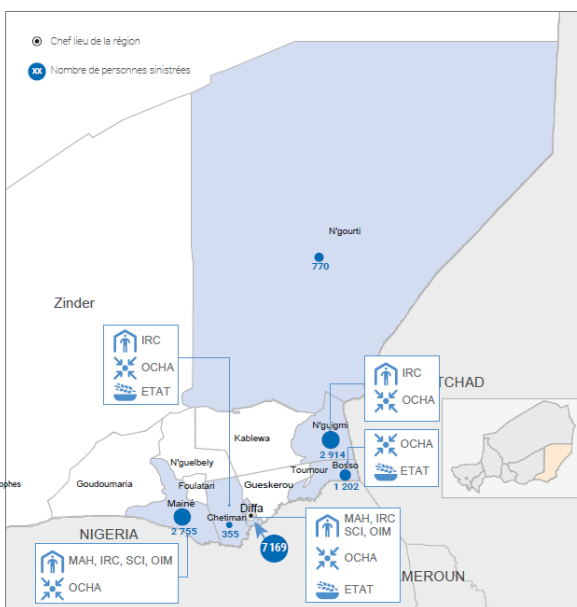 Chef lieu de la région
XX Nombre de personnes sinistrées
N'gourti
770
Zinder
IRC
OCHA
ETAT
IRC
OCHA
TCHAD
N'guigmi
2 914
Kablewa
OCHA
ETAT
N'guelbely
Toumour
Bosso
1 202
ophes
Goudoumaria
Foulatari
Gueskerou
Mainé
2 755
Chetimari
355
Diffa
7 169
NIGERIA
MAH, IRC, SCI, OIM
OCHA
MAH, IRC
SCI, OIM
OCHA
ETAT
AMEROUN